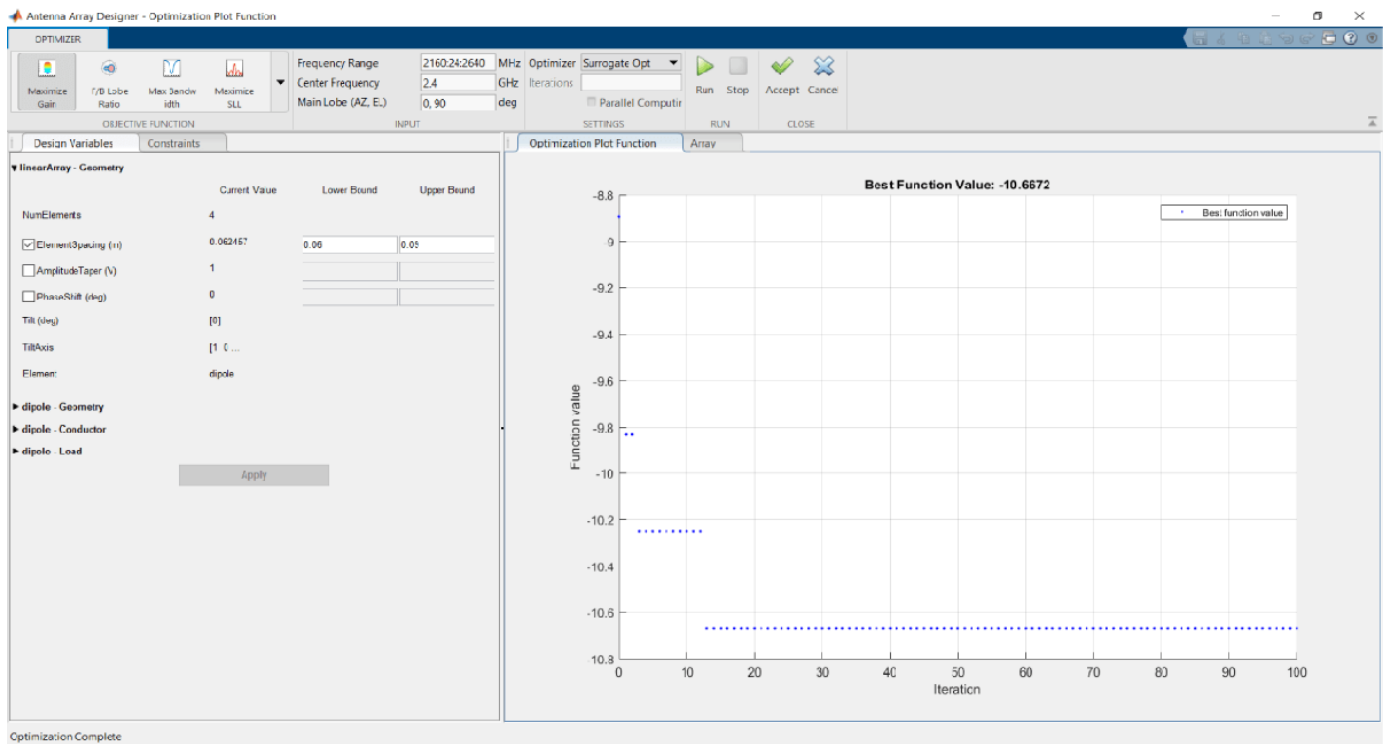 Antenna Array Designer - Optimization Plot Function
OPTIMIZER
Maximize Gain
F/B Lobe Ratio
Max Bandw idth
Maximize SLL
OBJECTIVE FUNCTION
Frequency Range 2160:24:2640 MHz
Center Frequency 2.4 GHz
Main Lobe (AZ, EL) 0, 90 deg
INPUT
Optimizer Surrogate Opt
Iterations
Parallel Computin
SETTINGS
Run
Stop
RUN
Accept
Cancel
CLOSE
Design Variables
Constraints
linearArray - Geometry
Current Value Lower Bound Upper Bound
NumElements 4
ElementSpacing (m) 0.06
AmplitudeTaper (V) 1
PhaseShift (deg) 0
Tilt (deg) [0]
TiltAxis [1 0 ...
Element dipole
dipole - Geometry
dipole - Conductor
dipole - Load
Apply
Optimization Plot Function
Array
Best Function Value: -10.6672
Best function value
Function value
-8.8
-9
-9.2
-9.4
-9.6
-9.8
-10
-10.2
-10.4
-10.6
-10.8
0 10 20 30 40 50 60 70 80 90 100
Iteration
Optimization Complete